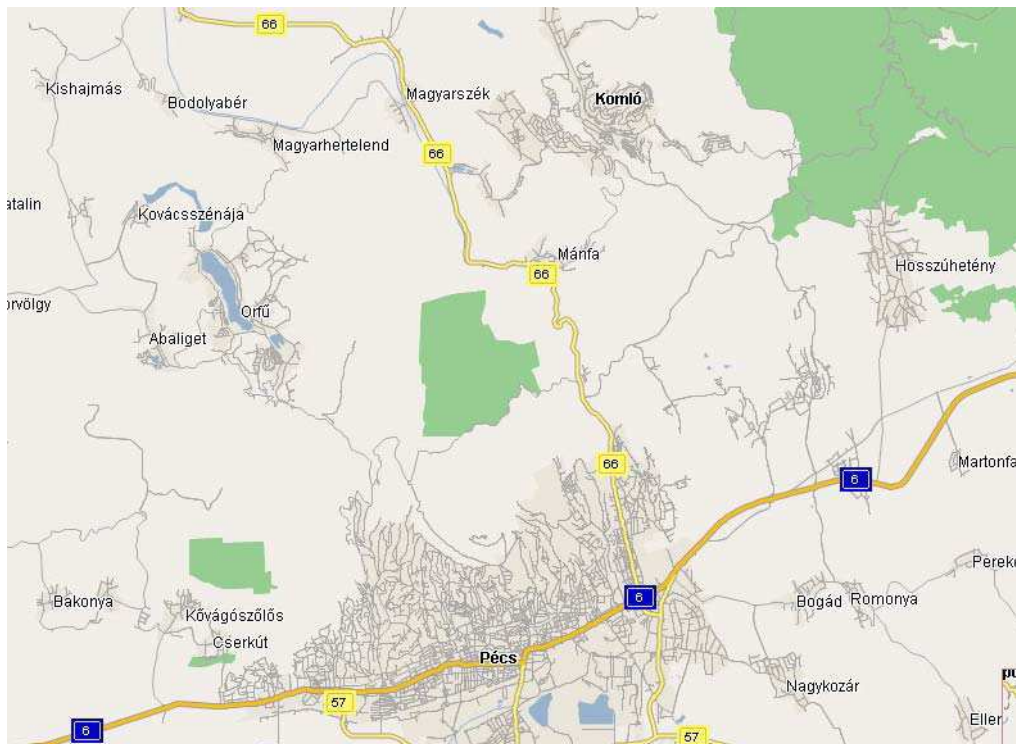 66
Kishajmás
Bodolyabér
Magyarszék
Komló
Magyarhertelend
66
atalin
Kovácsszénája
Mánfa
66
Hosszúhetény
orvölgy
Orfű
Abaliget
66
Martonfa
6
Bakonya
Kővágószőlős
Cserkút
6
Bogád
Romonya
Pereke
Pécs
Nagykozár
57
6
57
Eller